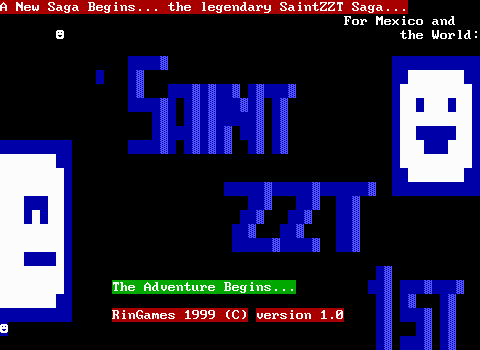 A New Saga Begins... the legendary SaintZZT Saga...
For Mexico and
the World:
SAINT
ZZT
1ST
The Adventure Begins...
RinGames 1999 (C) version 1.0